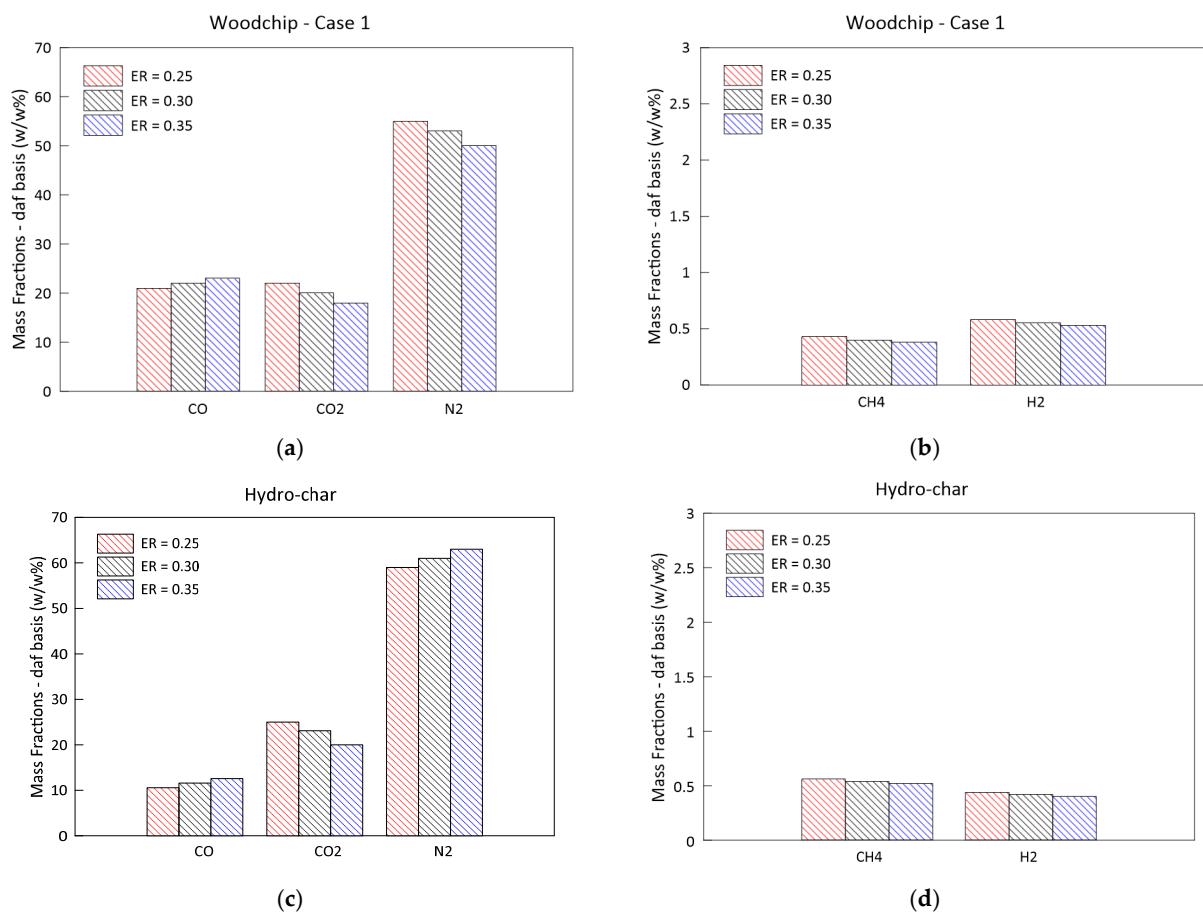 Woodchip - Case 1
70
60
50
40
30
20
10
0
Mass Fractions - daf basis (w/w%)
ER = 0.25
ER = 0.30
ER = 0.35
CO CO2 N2
(a)
Woodchip - Case 1
3
2.5
2
1.5
1
0.5
0
Mass Fractions - daf basis (w/w%)
ER = 0.25
ER = 0.30
ER = 0.35
CH4 H2
(b)
Hydro-char
70
60
50
40
30
20
10
0
Mass Fractions - daf basis (w/w%)
ER = 0.25
ER = 0.30
ER = 0.35
CO CO2 N2
(c)
Hydro-char
3
2.5
2
1.5
1
0.5
0
Mass Fractions - daf basis (w/w%)
ER = 0.25
ER = 0.30
ER = 0.35
CH4 H2
(d)